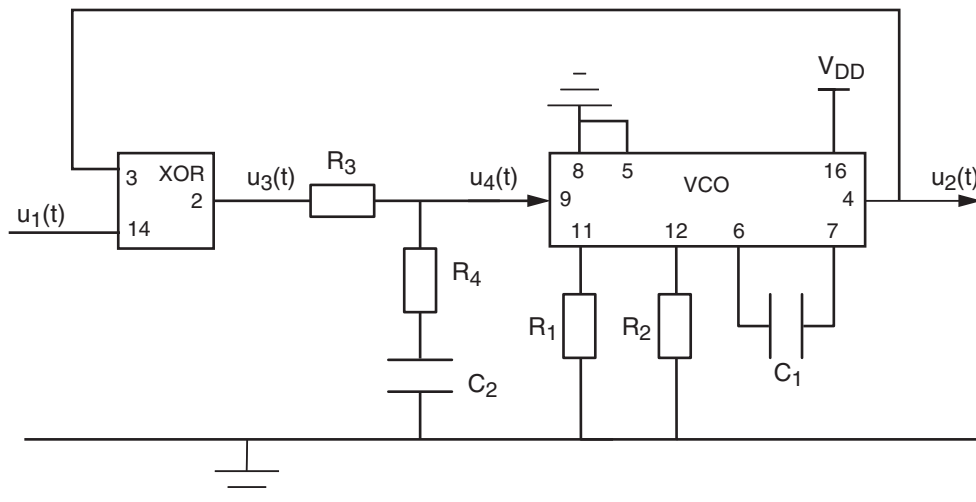 V_DD
XOR
3
2
14
u_1(t)
u_3(t)
R_3
u_4(t)
8
5
VCO
16
9
4
u_2(t)
11
12
6
7
R_4
R_1
R_2
C_1
C_2